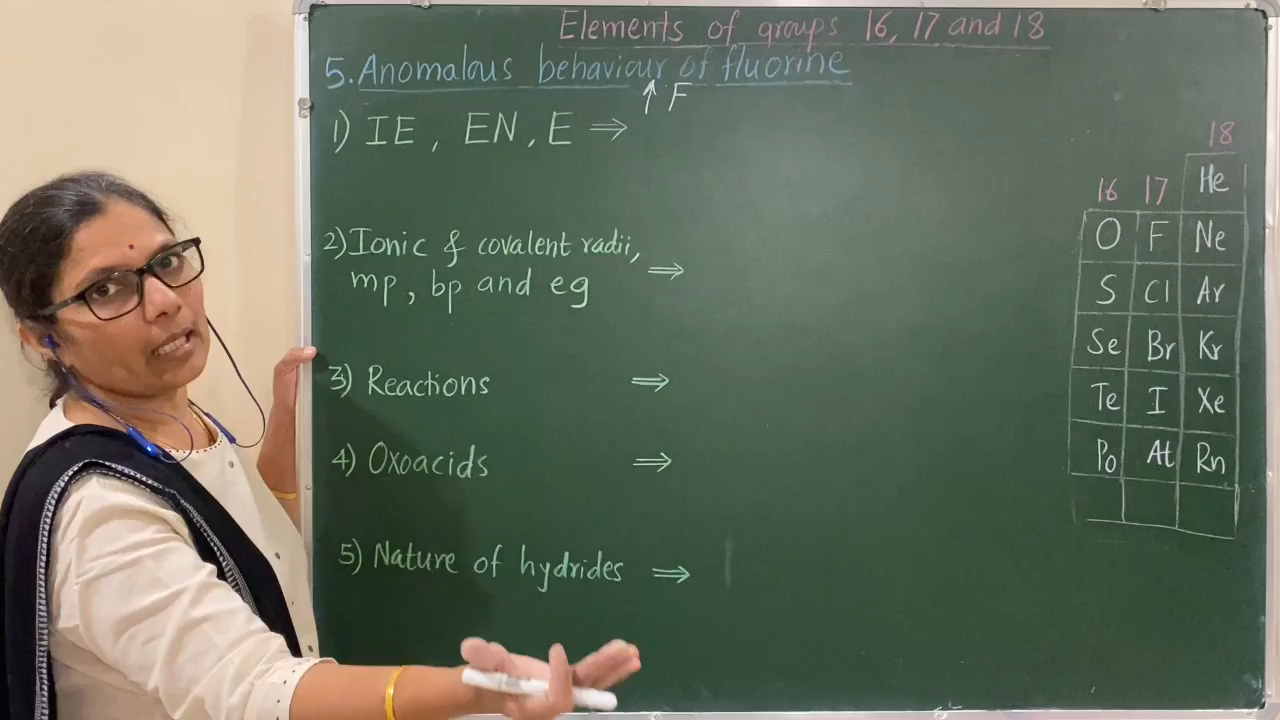 Elements of groups 16, 17 and 18
5. Anomalous behaviour of fluorine
↑ F
1) IE, EN, E ⇒
2) Ionic & covalent radii,
mp, bp and eg ⇒
3) Reactions ⇒
4) Oxoacids ⇒
5) Nature of hydrides ⇒
18
16 17 He
O F Ne
S Cl Ar
Se Br Kr
Te I Xe
Po At Rn